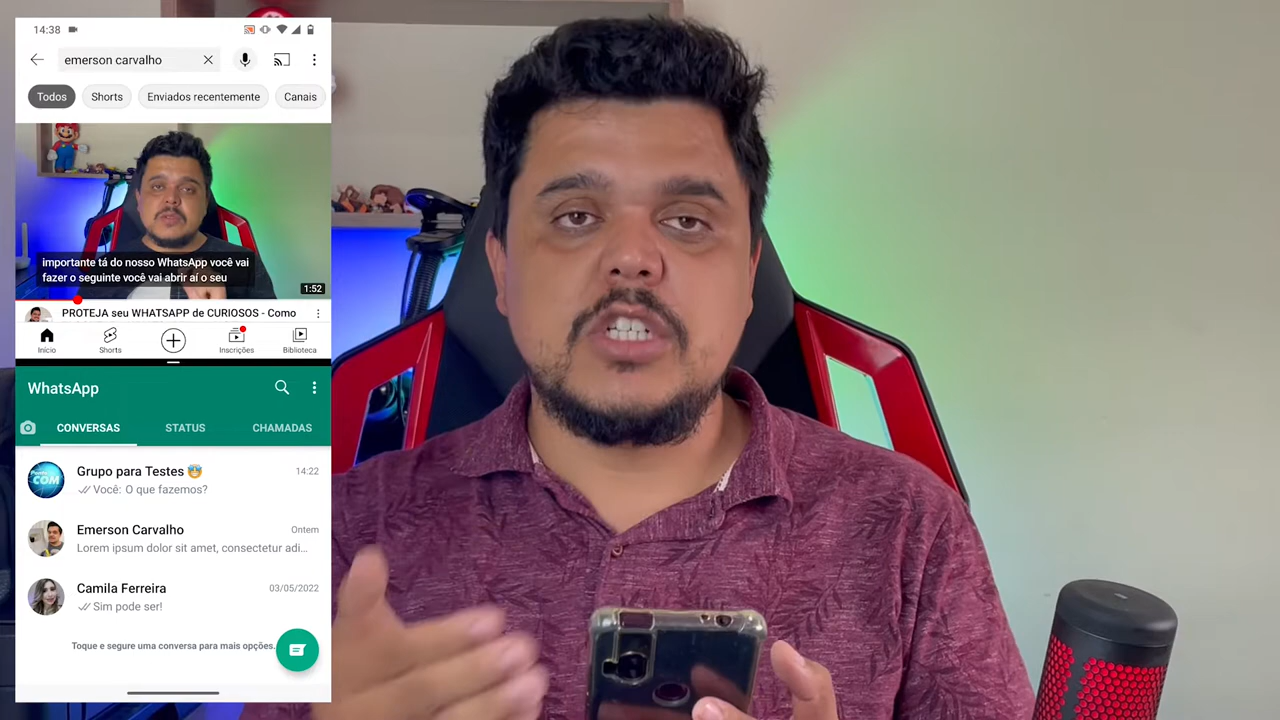 14:38
emerson carvalho
Todos
Shorts
Enviados recentemente
Canais
importante tá do nosso WhatsApp você vai
fazer o seguinte você vai abrir aí o seu
1:52
PROTEJA seu WHATSAPP de CURIOSOS - Como
Início
Shorts
Inscrições
Biblioteca
WhatsApp
CONVERSAS
STATUS
CHAMADAS
Grupo para Testes 🤠
14:22
Você: O que fazemos?
COM
Emerson Carvalho
Ontem
Lorem ipsum dolor sit amet, consectetur adi...
Camila Ferreira
03/05/2022
Sim pode ser!
Toque e segure uma conversa para mais opções.